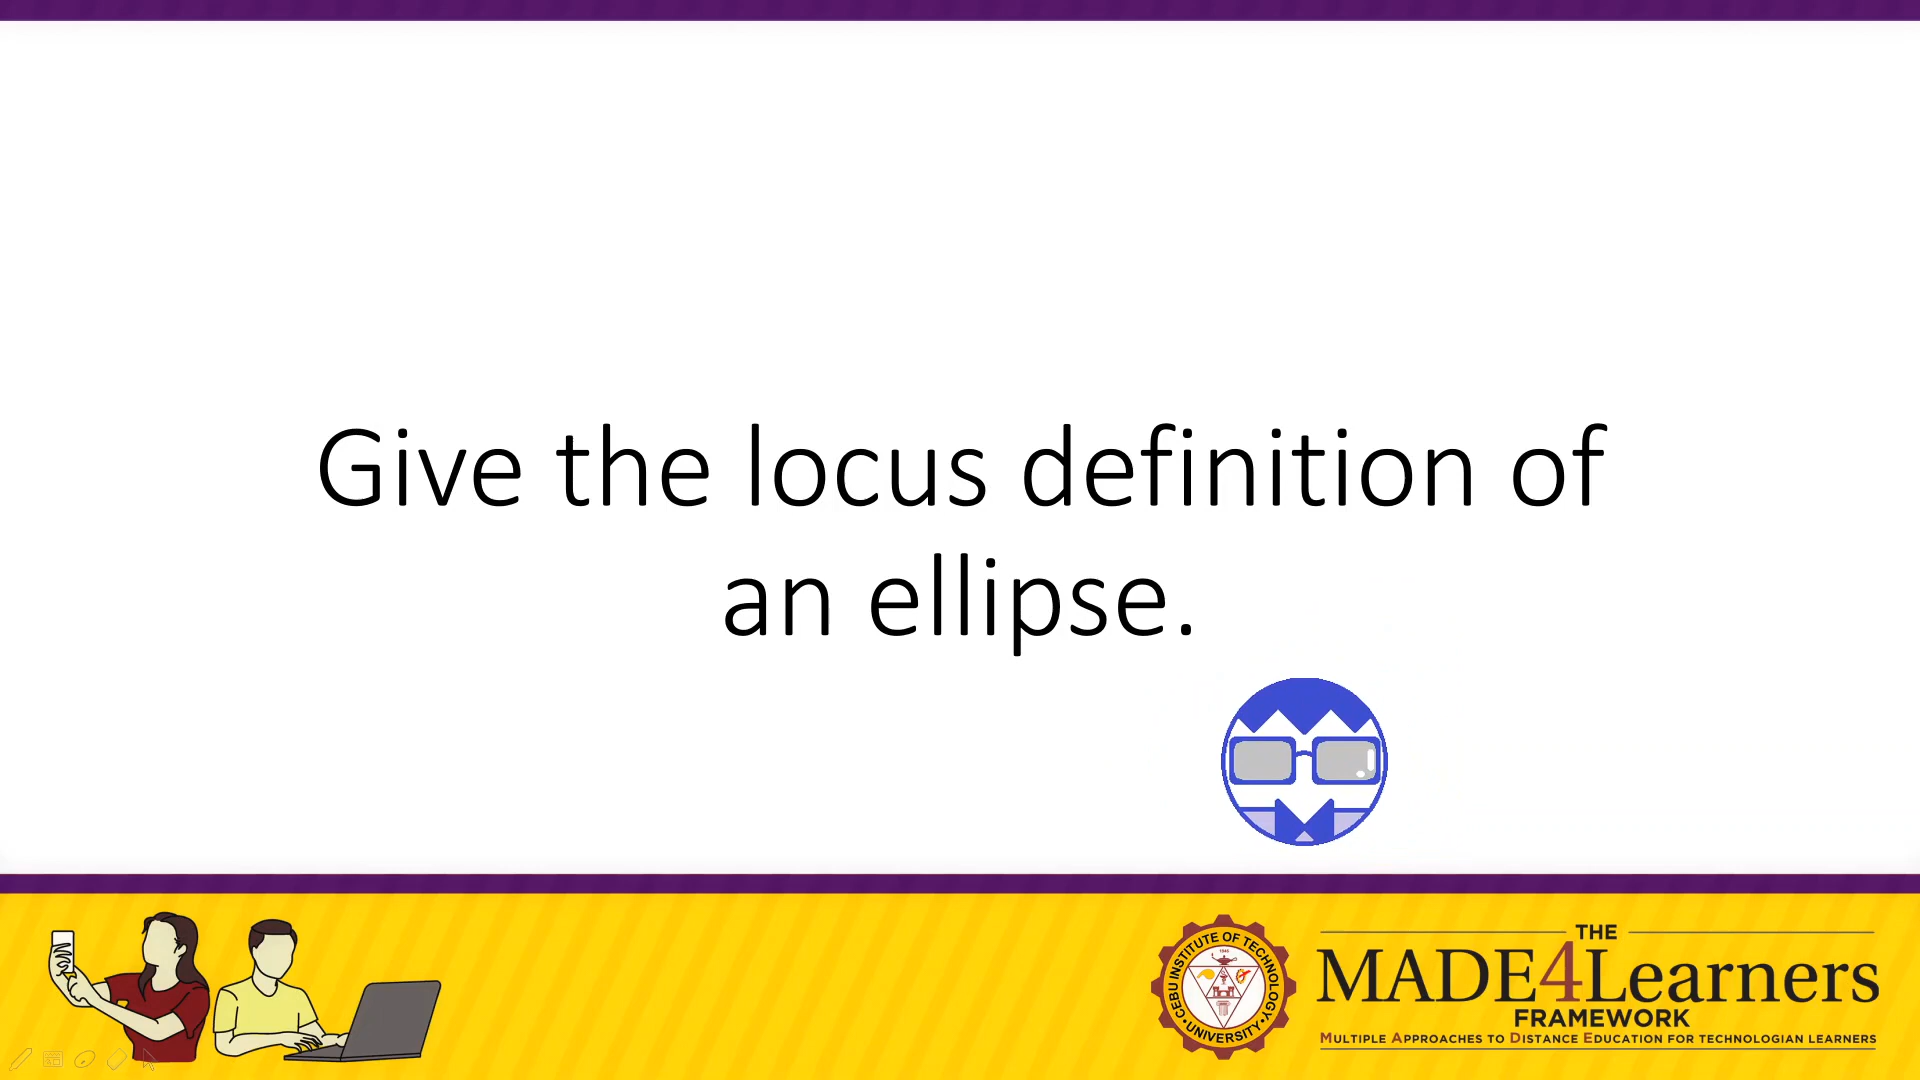 Give the locus definition of
an ellipse.
CEBU INSTITUTE OF TECHNOLOGY
• UNIVERSITY •
1946
THE
MADE4Learners
FRAMEWORK
MULTIPLE APPROACHES TO DISTANCE EDUCATION FOR TECHNOLOGIAN LEARNERS